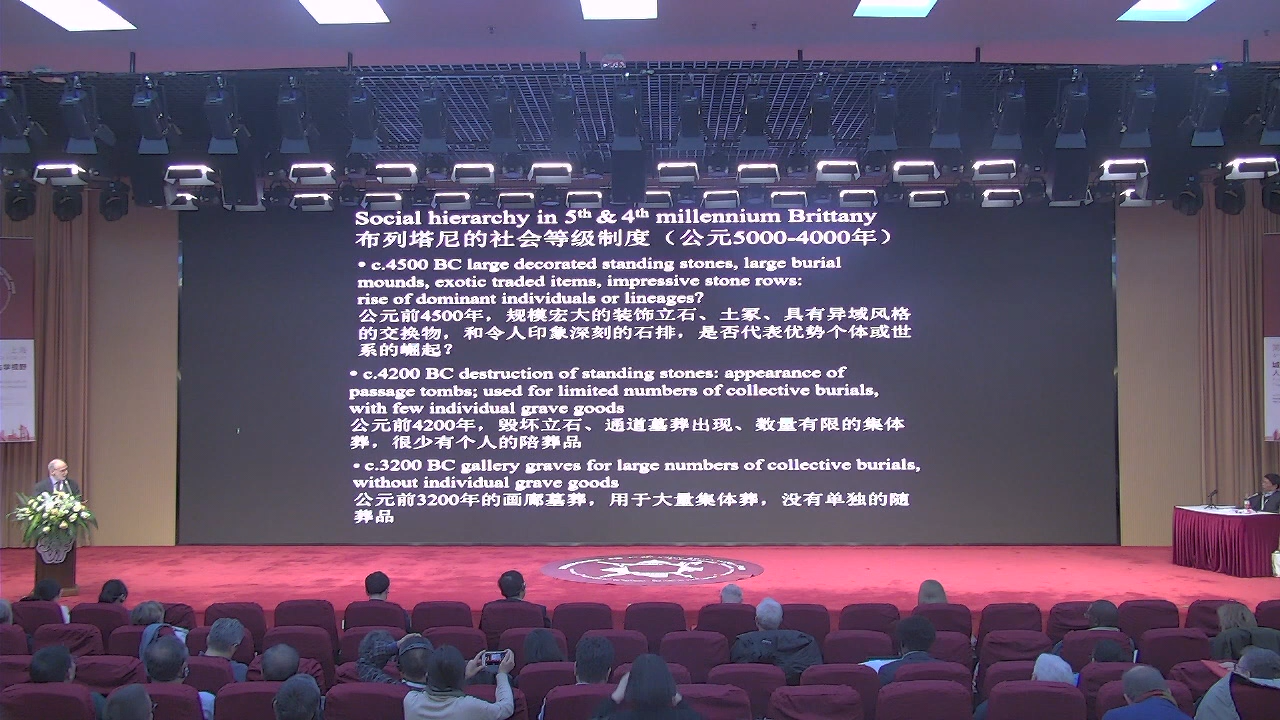 Social hierarchy in 5th & 4th millennium Brittany
布列塔尼的社会等级制度（公元5000-4000年）
• c.4500 BC large decorated standing stones, large burial
mounds, exotic traded items, impressive stone rows:
rise of dominant individuals or lineages?
公元前4500年，规模宏大的装饰立石、土冢、具有异域风格
的交换物，和令人印象深刻的石排，是否代表优势个体或世
系的崛起？
• c.4200 BC destruction of standing stones: appearance of
passage tombs; used for limited numbers of collective burials,
with few individual grave goods
公元前4200年，毁坏立石、通道墓葬出现、数量有限的集体
葬，很少有个人的陪葬品
• c.3200 BC gallery graves for large numbers of collective burials,
without individual grave goods
公元前3200年的画廊墓葬，用于大量集体葬，没有单独的随
葬品